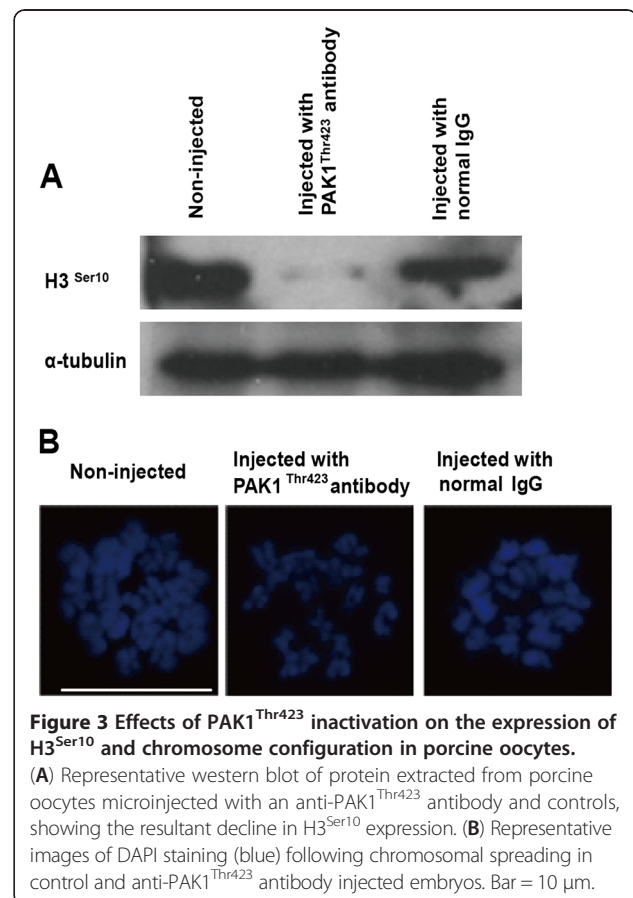 Non-injected
Injected with
PAK1Thr423 antibody
Injected with
normal IgG
A
H3 Ser10
α-tubulin
B
Non-injected
Injected with
PAK1 Thr423 antibody
Injected with
normal IgG
Figure 3 Effects of PAK1Thr423 inactivation on the expression of
H3Ser10 and chromosome configuration in porcine oocytes.
(A) Representative western blot of protein extracted from porcine
oocytes microinjected with an anti-PAK1Thr423 antibody and controls,
showing the resultant decline in H3Ser10 expression. (B) Representative
images of DAPI staining (blue) following chromosomal spreading in
control and anti-PAK1Thr423 antibody injected embryos. Bar = 10 μm.